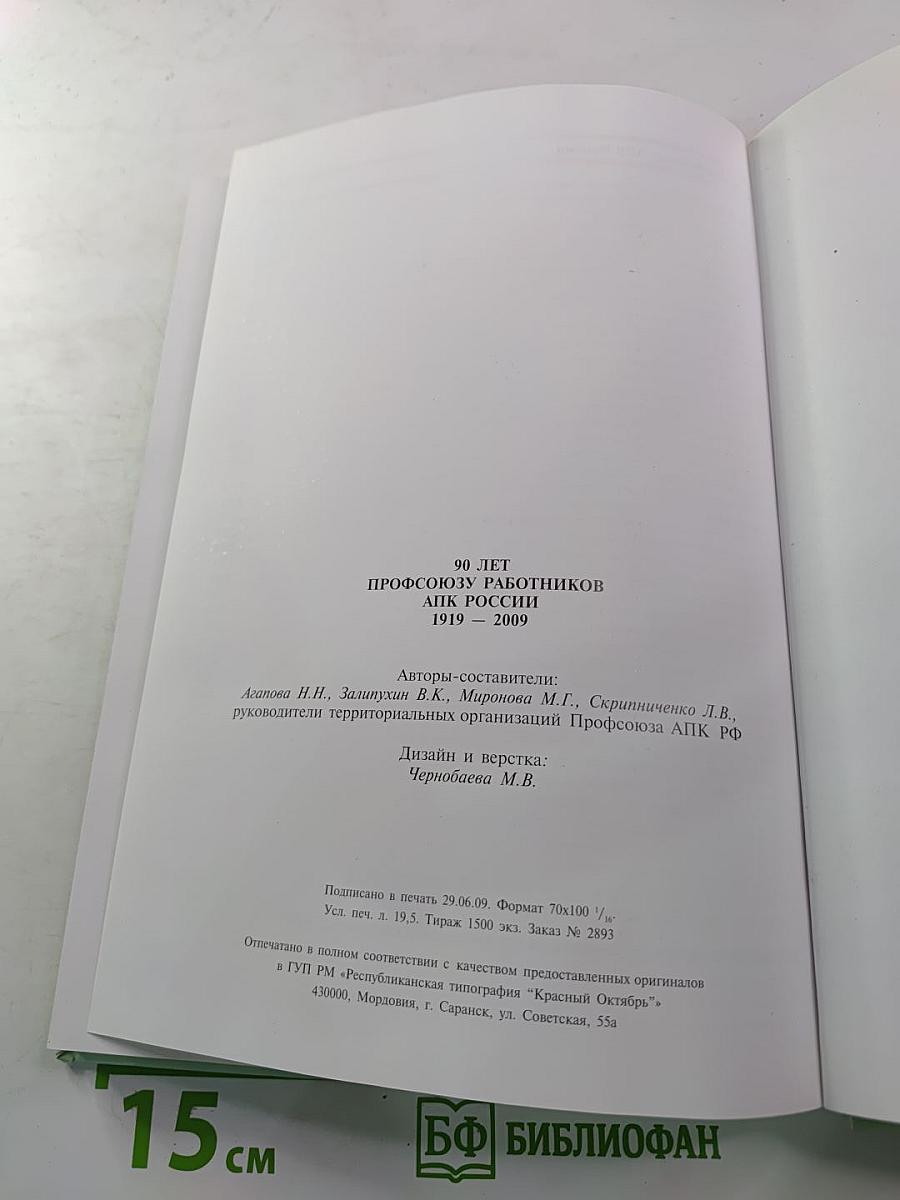 90 ЛЕТ
ПРОФСОЮЗУ РАБОТНИКОВ
АПК РОССИИ
1919 — 2009
Авторы-составители:
Агапова Н.Н., Залипухин В.К., Миронова М.Г., Скрипниченко Л.В.,
руководители территориальных организаций Профсоюза АПК РФ
Дизайн и верстка:
Чернобаева М.В.
Подписано в печать 29.06.09. Формат 70х100 1/16.
Усл. печ. л. 19,5. Тираж 1500 экз. Заказ № 2893
Отпечатано в полном соответствии с качеством предоставленных оригиналов
в ГУП РМ «Республиканская типография “Красный Октябрь”»
430000, Мордовия, г. Саранск, ул. Советская, 55а
15 см
БФ БИБЛИОФАН